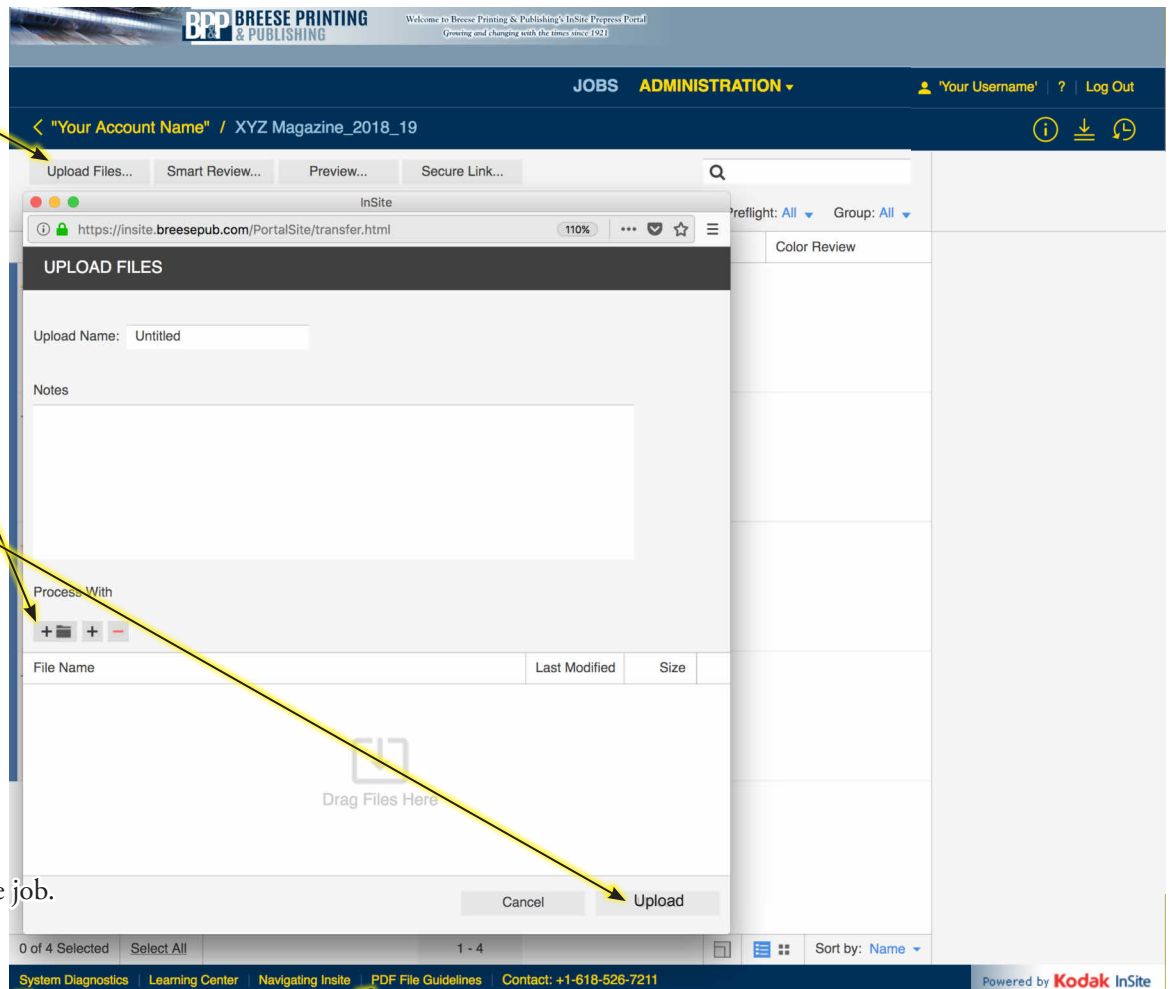 BPP BREESE PRINTING
& PUBLISHING
Welcome to Breese Printing & Publishing's InSite Prepress Portal
Growing and changing with the times since 1921
JOBS ADMINISTRATION
'Your Username' | ? | Log Out
"Your Account Name" / XYZ Magazine_2018_19
Upload Files... Smart Review... Preview... Secure Link...
InSite
Preflight: All Group: All
https://insite.breesepub.com/PortalSite/transfer.html 110%
Color Review
UPLOAD FILES
Upload Name: Untitled
Notes
Process With
File Name Last Modified Size
Drag Files Here
e job.
Cancel Upload
0 of 4 Selected Select All 1 - 4 Sort by: Name
System Diagnostics | Learning Center | Navigating Insite | PDF File Guidelines | Contact: +1-618-526-7211
Powered by Kodak InSite